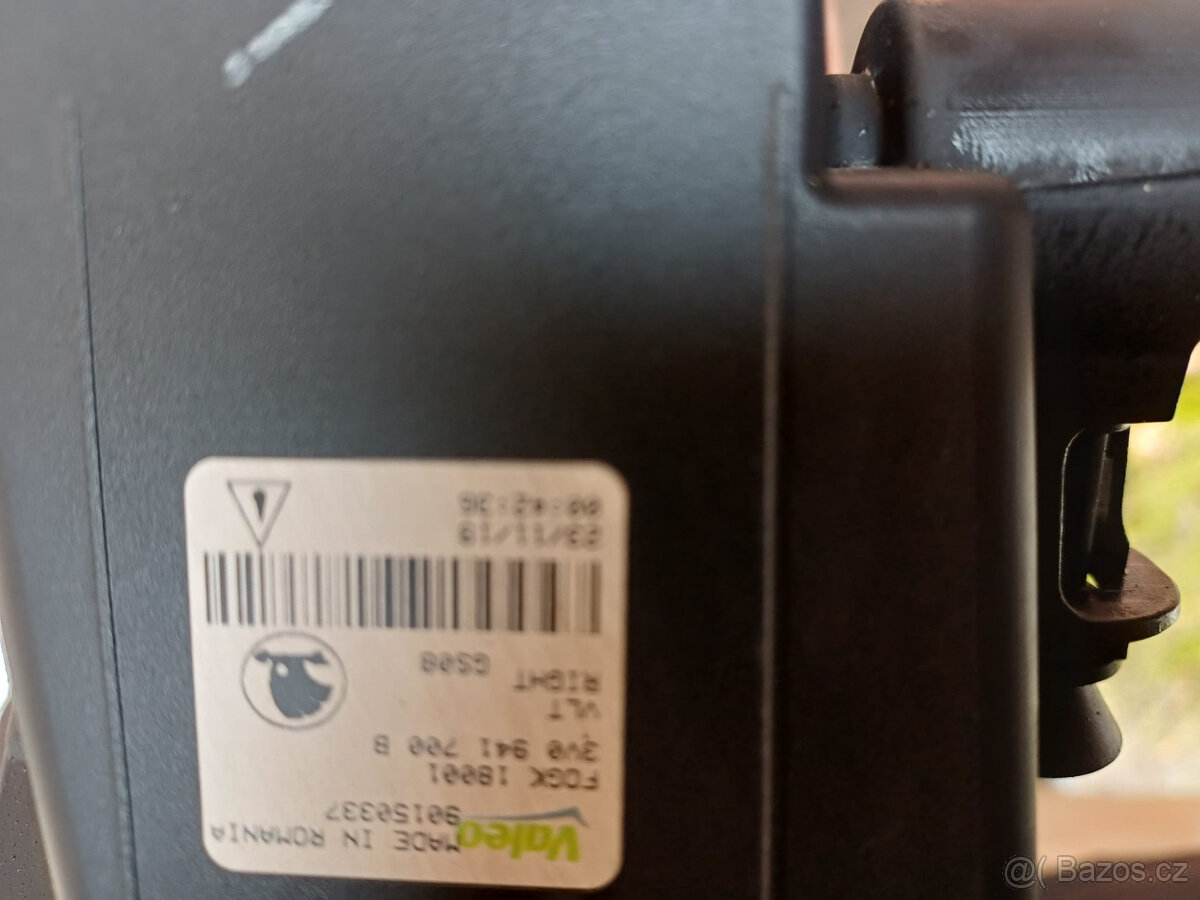 MADE IN ROMANIA
Valeo
90150337
FDGK 18001
3V0 941 700 B
VLT
RIGHT GS08
23/11/19
00:42:36
@( Bazos.cz